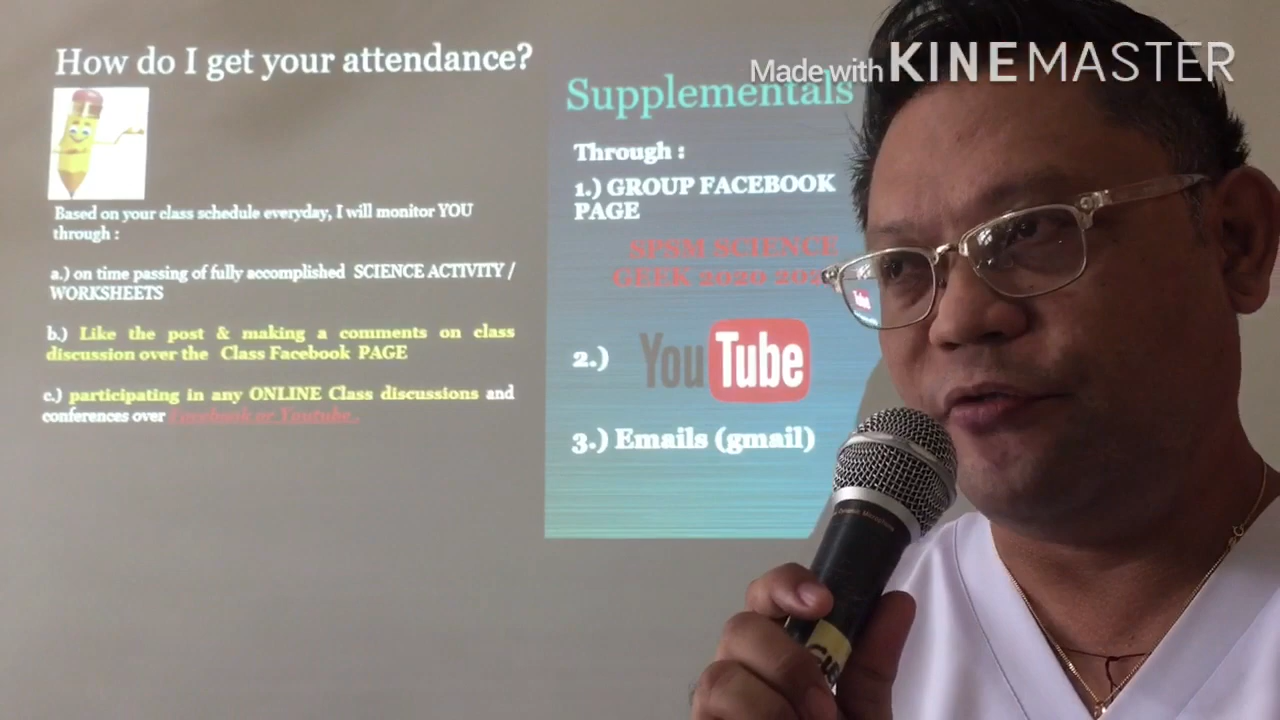 How do I get your attendance?
Based on your class schedule everyday, I will monitor YOU
through :
a.) on time passing of fully accomplished SCIENCE ACTIVITY /
WORKSHEETS
b.) Like the post & making a comments on class
discussion over the Class Facebook PAGE
c.) participating in any ONLINE Class discussions and
conferences over Facebook or Youtube .
Made with KINEMASTER
Supplementals
Through :
1.) GROUP FACEBOOK
PAGE
SPSM SCIENCE
GEEK 2020
2.) YouTube
3.) Emails (gmail)